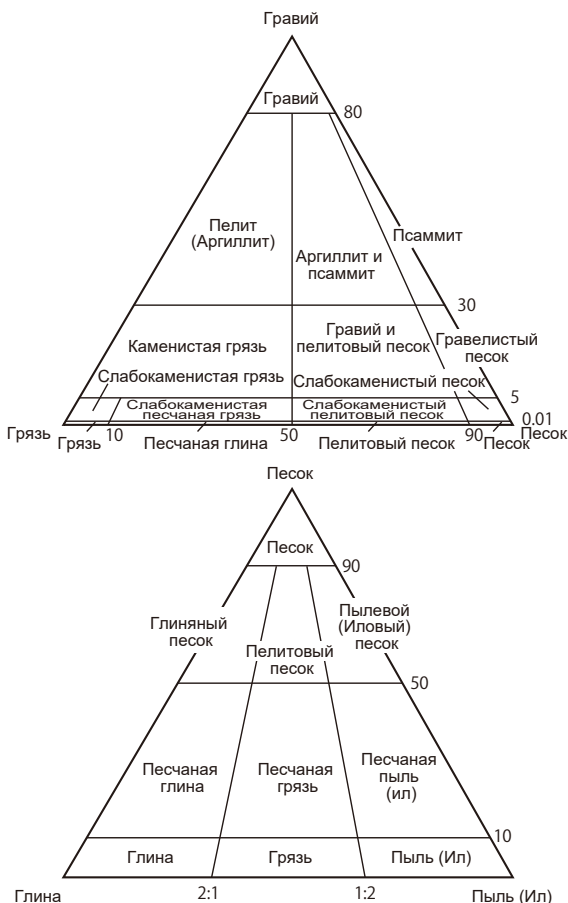 Гравий
Гравий
80
Пелит
(Аргиллит)
Псаммит
Аргиллит и
псаммит
30
Каменистая грязь
Гравий и
пелитовый песок
Гравелистый
песок
Слабокаменистая грязь
Слабокаменистый песок
Слабокаменистая
песчаная грязь
Слабокаменистый
пелитовый песок
5
0.01
Грязь
Грязь
10
Песчаная глина
50
Пелитовый песок
90
Песок
Песок
Песок
Песок
90
Глиняный
песок
Пылевой
(Иловый)
песок
Пелитовый
песок
50
Песчаная
глина
Песчаная
грязь
Песчаная
пыль
(ил)
10
Глина
Грязь
Пыль (Ил)
Глина
2:1
1:2
Пыль (Ил)